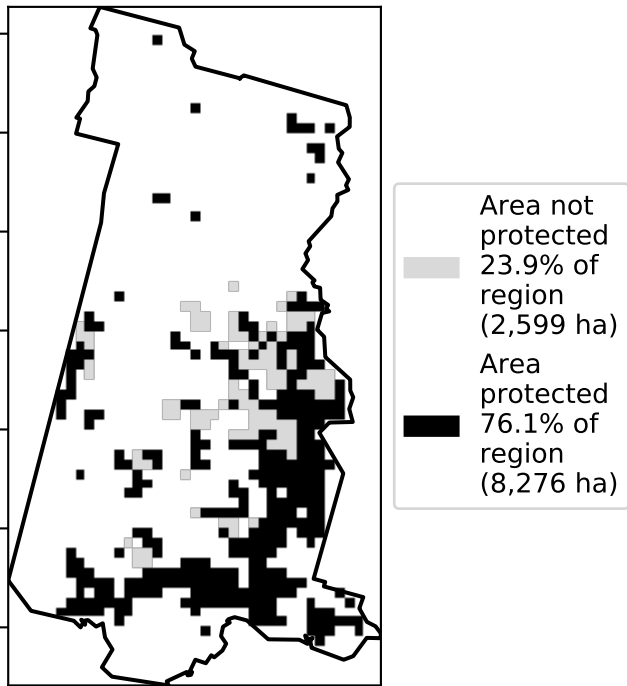 Area not
protected
23.9% of
region
(2,599 ha)
Area
protected
76.1% of
region
(8,276 ha)